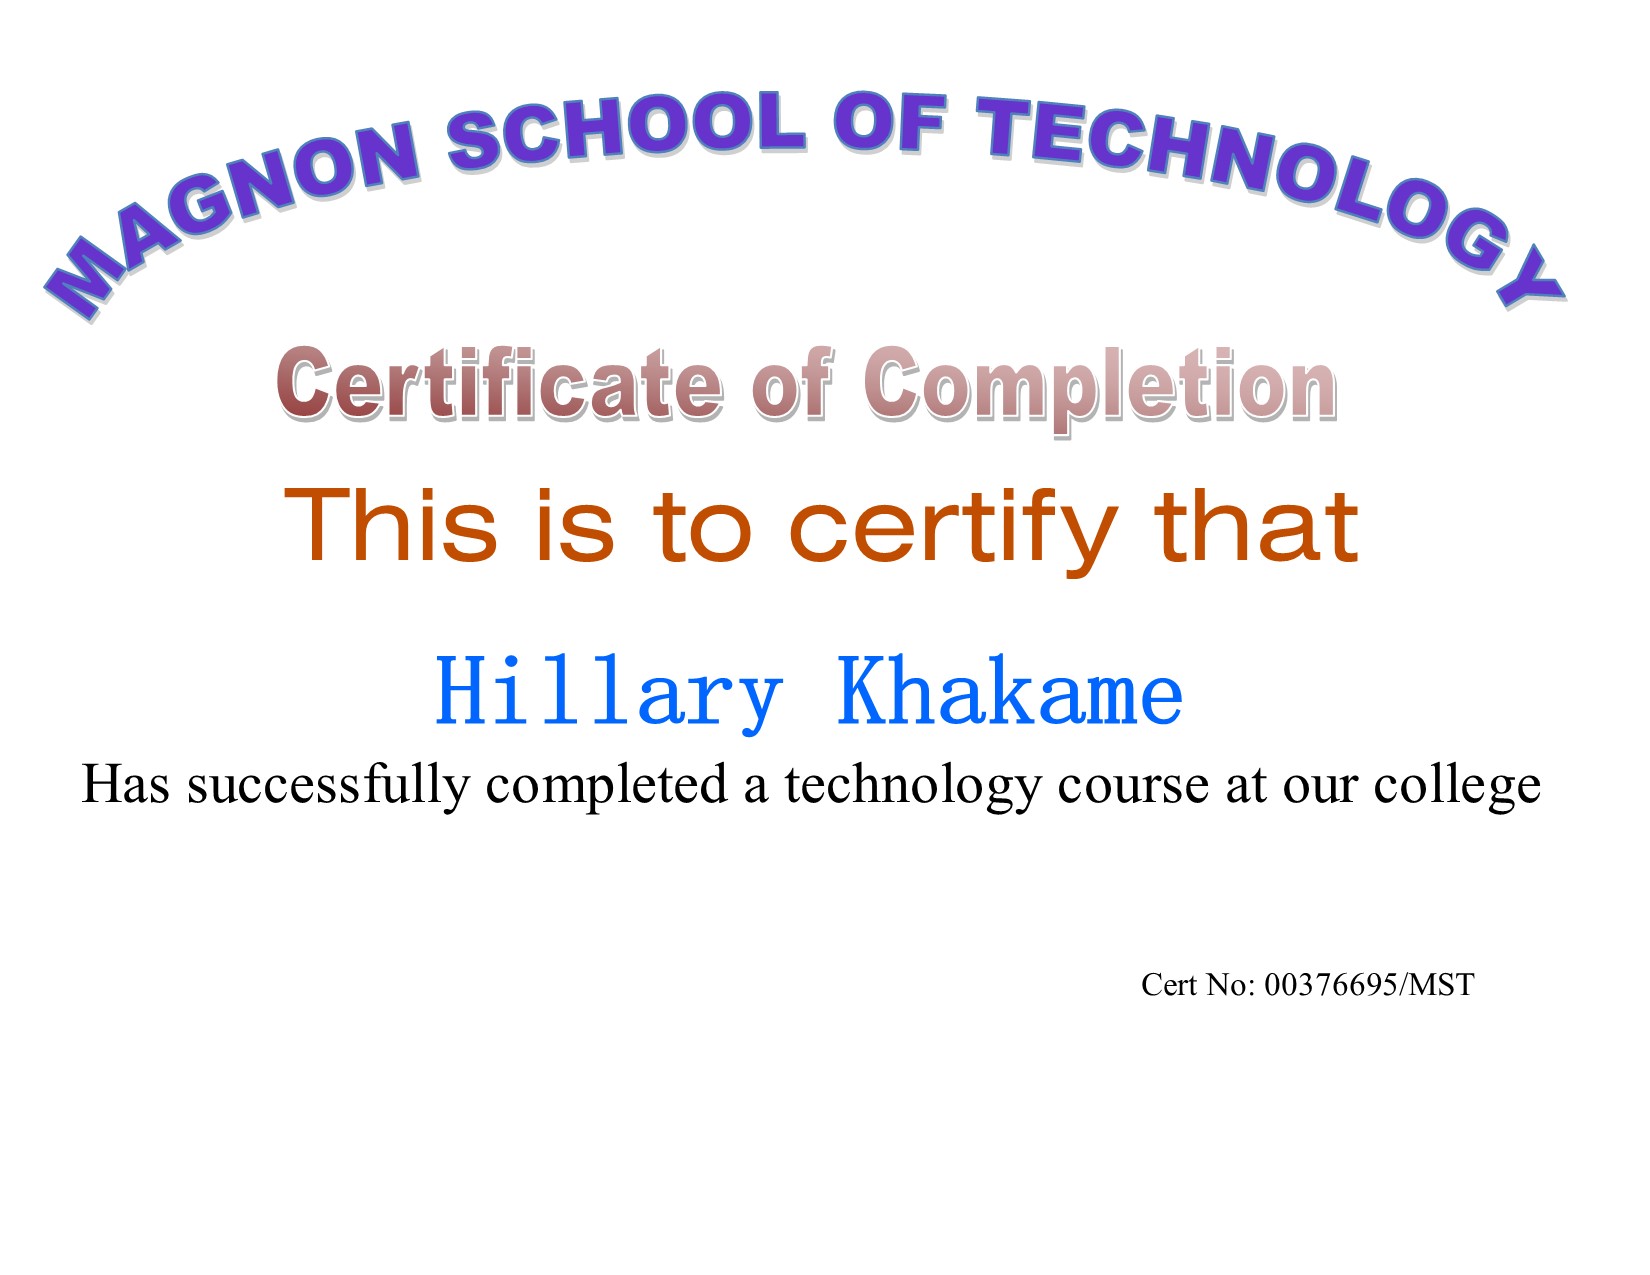 MAGNON SCHOOL OF TECHNOLOGY
Certificate of Completion
This is to certify that
Hillary Khakame
Has successfully completed a technology course at our college
Cert No: 00376695/MST